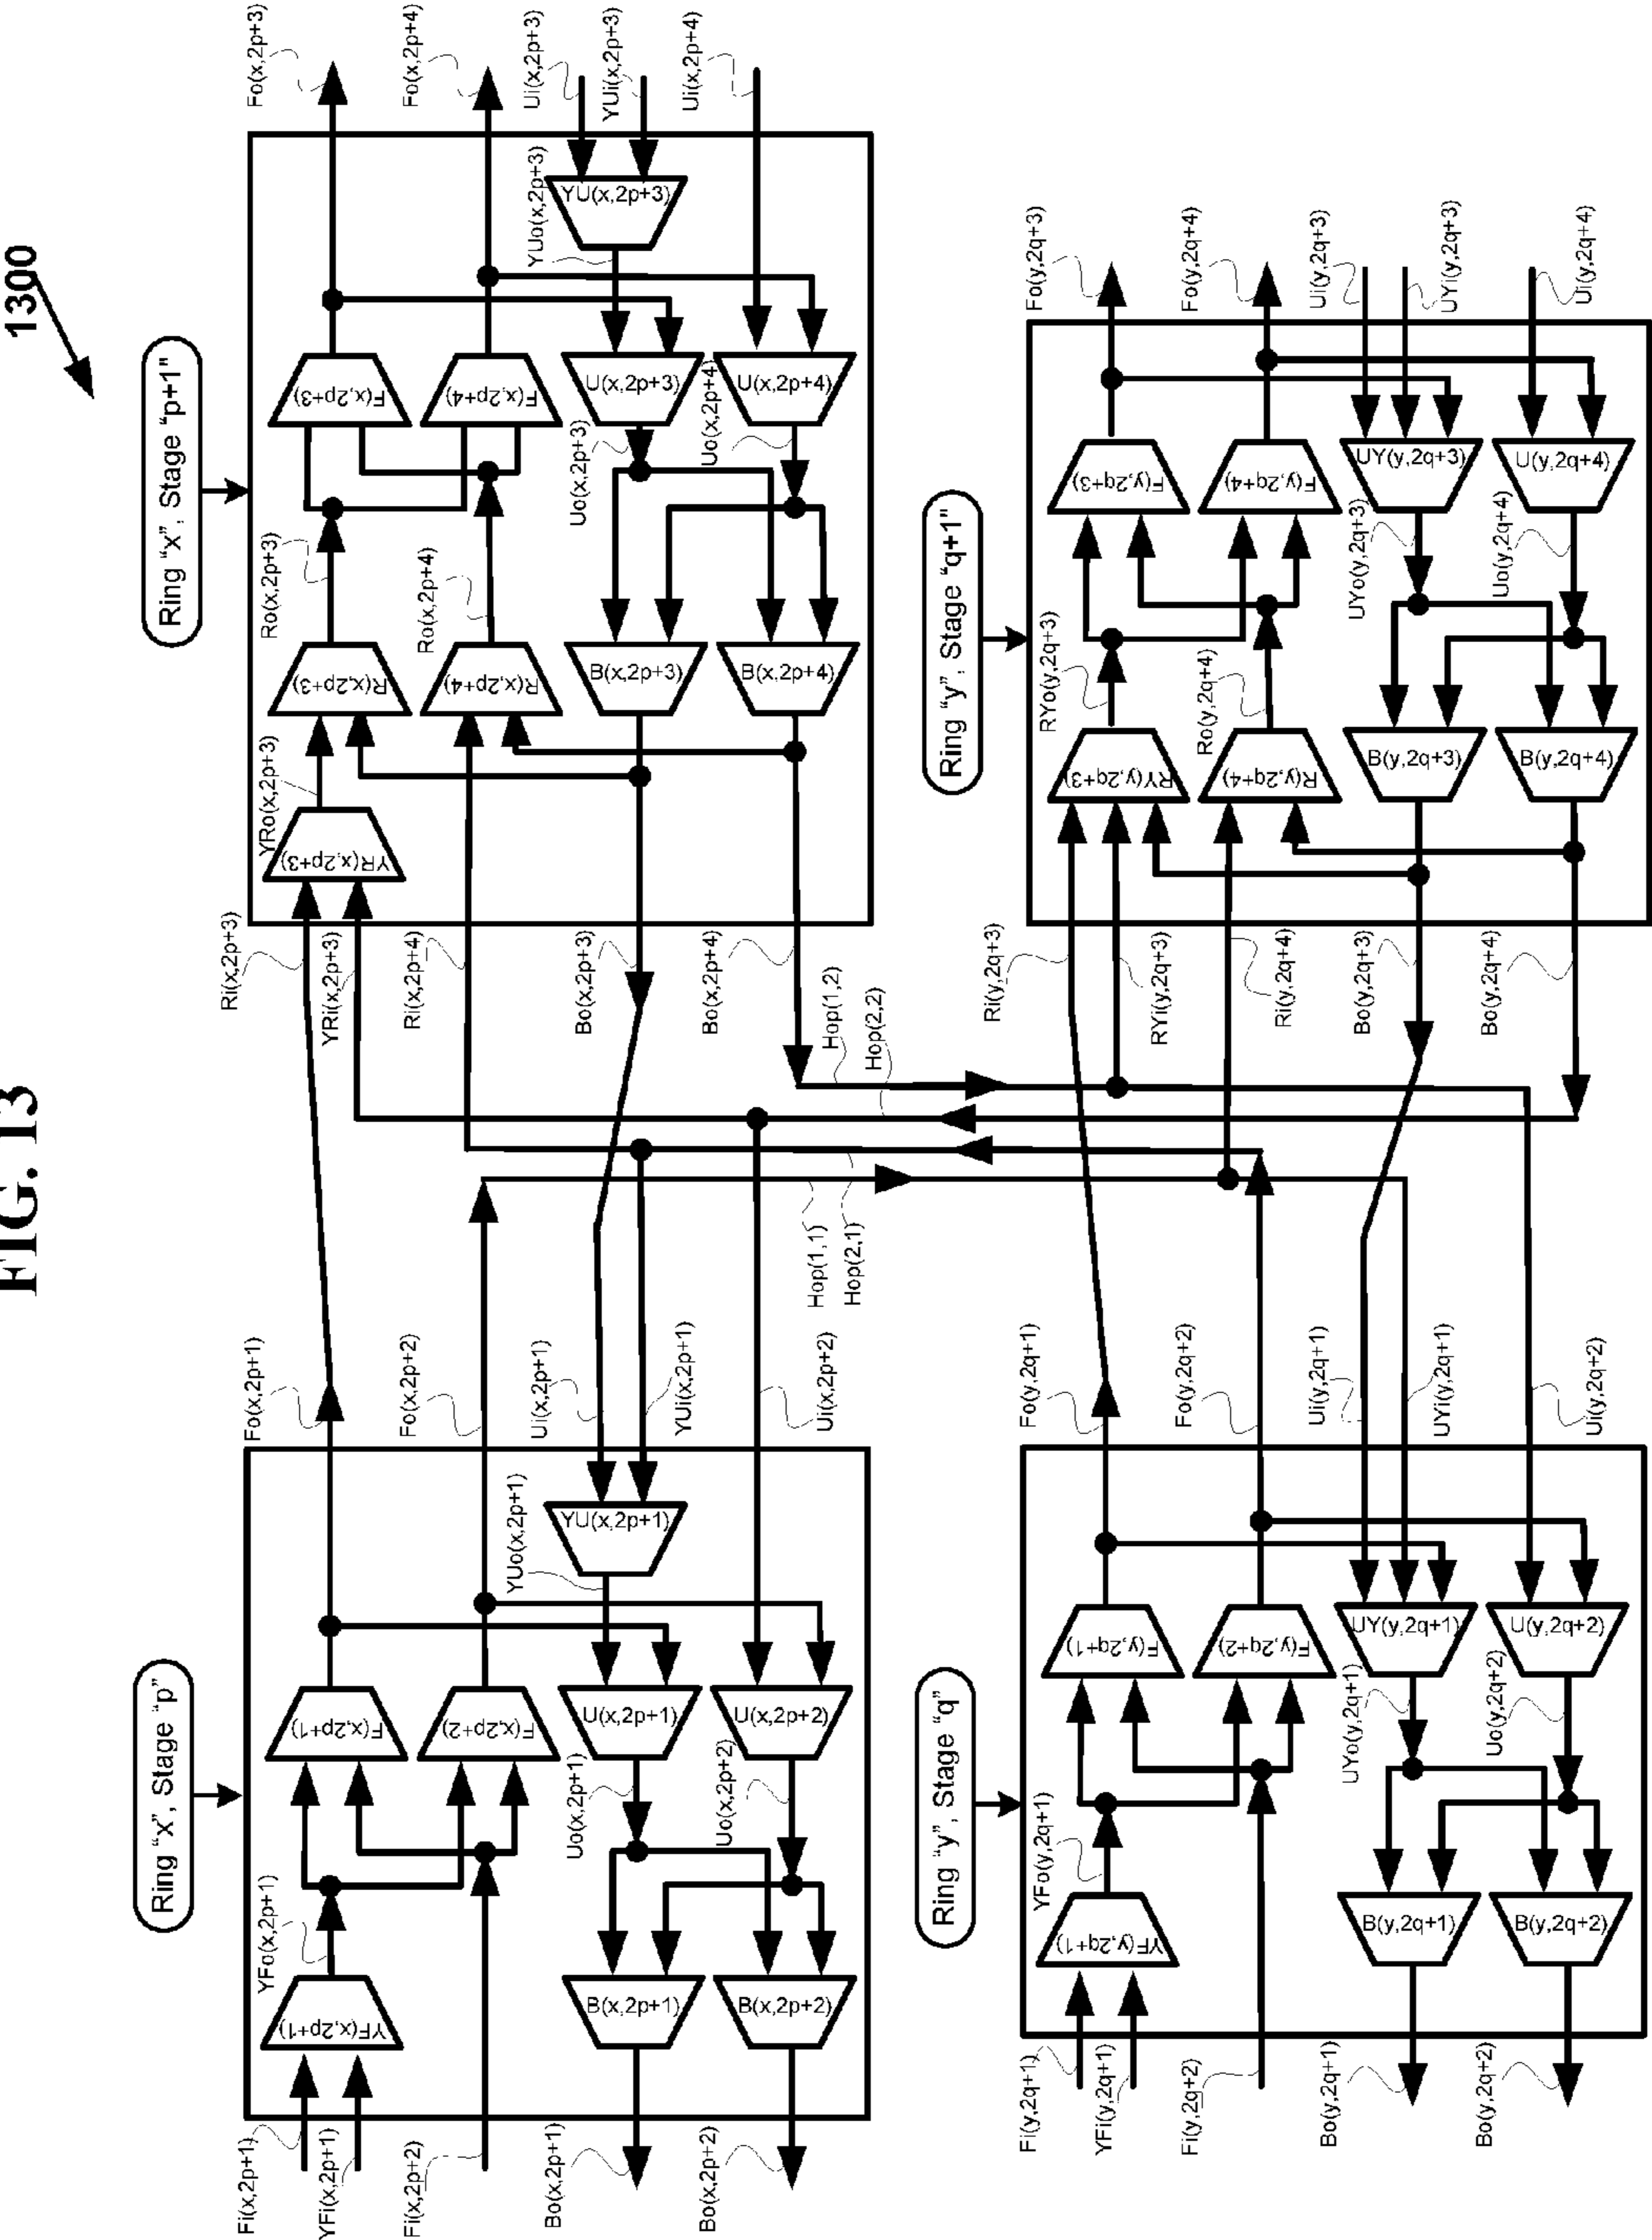 FIG. 13
1300
Ring "x", Stage "p"
Fi(x,2p+1)
YFi(x,2p+1)
Fi(x,2p+2)
Bo(x,2p+1)
Bo(x,2p+2)
YF(x,2p+1)
YFo(x,2p+1)
F(x,2p+1)
F(x,2p+2)
U(x,2p+1)
U(x,2p+2)
Uo(x,2p+1)
Uo(x,2p+2)
B(x,2p+1)
B(x,2p+2)
YU(x,2p+1)
YUo(x,2p+1)
Fo(x,2p+1)
Fo(x,2p+2)
Ui(x,2p+1)
YUi(x,2p+1)
Ui(x,2p+2)
Ring "x", Stage "p+1"
Ri(x,2p+3)
YRi(x,2p+3)
Ri(x,2p+4)
Bo(x,2p+3)
Bo(x,2p+4)
YR(x,2p+3)
YRo(x,2p+3)
R(x,2p+3)
R(x,2p+4)
Ro(x,2p+3)
Ro(x,2p+4)
F(x,2p+3)
F(x,2p+4)
U(x,2p+3)
U(x,2p+4)
Uo(x,2p+3)
Uo(x,2p+4)
B(x,2p+3)
B(x,2p+4)
YU(x,2p+3)
YUo(x,2p+3)
Fo(x,2p+3)
Fo(x,2p+4)
Ui(x,2p+3)
YUi(x,2p+3)
Ui(x,2p+4)
Hop(1,1)
Hop(2,1)
Hop(1,2)
Hop(2,2)
Ring "y", Stage "q"
Fi(y,2q+1)
YFi(y,2q+1)
Fi(y,2q+2)
Bo(y,2q+1)
Bo(y,2q+2)
YF(y,2q+1)
YFo(y,2q+1)
F(y,2q+1)
F(y,2q+2)
UY(y,2q+1)
U(y,2q+2)
UYo(y,2q+1)
Uo(y,2q+2)
B(y,2q+1)
B(y,2q+2)
Fo(y,2q+1)
Fo(y,2q+2)
Ui(y,2q+1)
UYi(y,2q+1)
Ui(y,2q+2)
Ring "y", Stage "q+1"
Ri(y,2q+3)
RYi(y,2q+3)
Ri(y,2q+4)
Bo(y,2q+3)
Bo(y,2q+4)
RY(y,2q+3)
R(y,2q+4)
RYo(y,2q+3)
Ro(y,2q+4)
F(y,2q+3)
F(y,2q+4)
UY(y,2q+3)
U(y,2q+4)
UYo(y,2q+3)
Uo(y,2q+4)
B(y,2q+3)
B(y,2q+4)
Fo(y,2q+3)
Fo(y,2q+4)
Ui(y,2q+3)
UYi(y,2q+3)
Ui(y,2q+4)